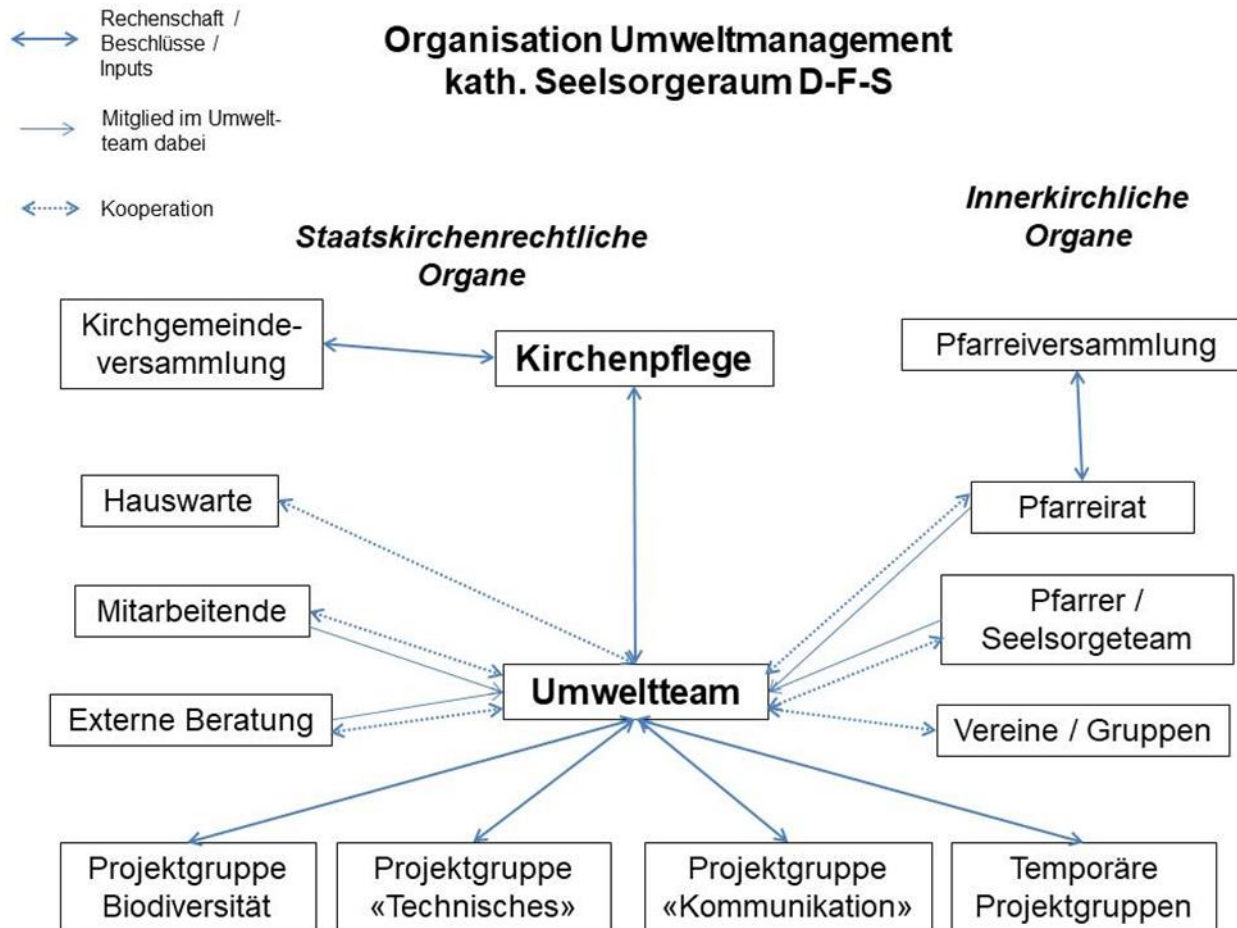 Rechenschaft /
Beschlüsse /
Inputs
Mitglied im Umwelt-
team dabei
Kooperation
Organisation Umweltmanagement
kath. Seelsorgeraum D-F-S
Staatskirchenrechtliche
Organe
Innerkirchliche
Organe
Kirchgemeinde-
versammlung
Kirchenpflege
Pfarreiversammlung
Hauswarte
Pfarreirat
Mitarbeitende
Pfarrer /
Seelsorgeteam
Umweltteam
Externe Beratung
Vereine / Gruppen
Projektgruppe
Biodiversität
Projektgruppe
«Technisches»
Projektgruppe
«Kommunikation»
Temporäre
Projektgruppen